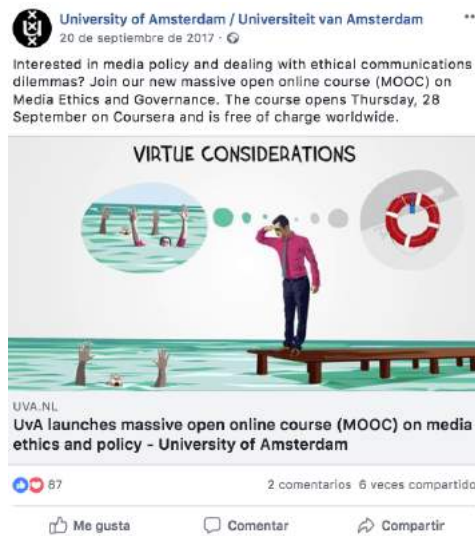 University of Amsterdam / Universiteit van Amsterdam
20 de septiembre de 2017 ·
Interested in media policy and dealing with ethical communications
dilemmas? Join our new massive open online course (MOOC) on
Media Ethics and Governance. The course opens Thursday, 28
September on Coursera and is free of charge worldwide.
VIRTUE CONSIDERATIONS
UVA.NL
UvA launches massive open online course (MOOC) on media
ethics and policy - University of Amsterdam
87
2 comentarios 6 veces compartido
Me gusta Comentar Compartir